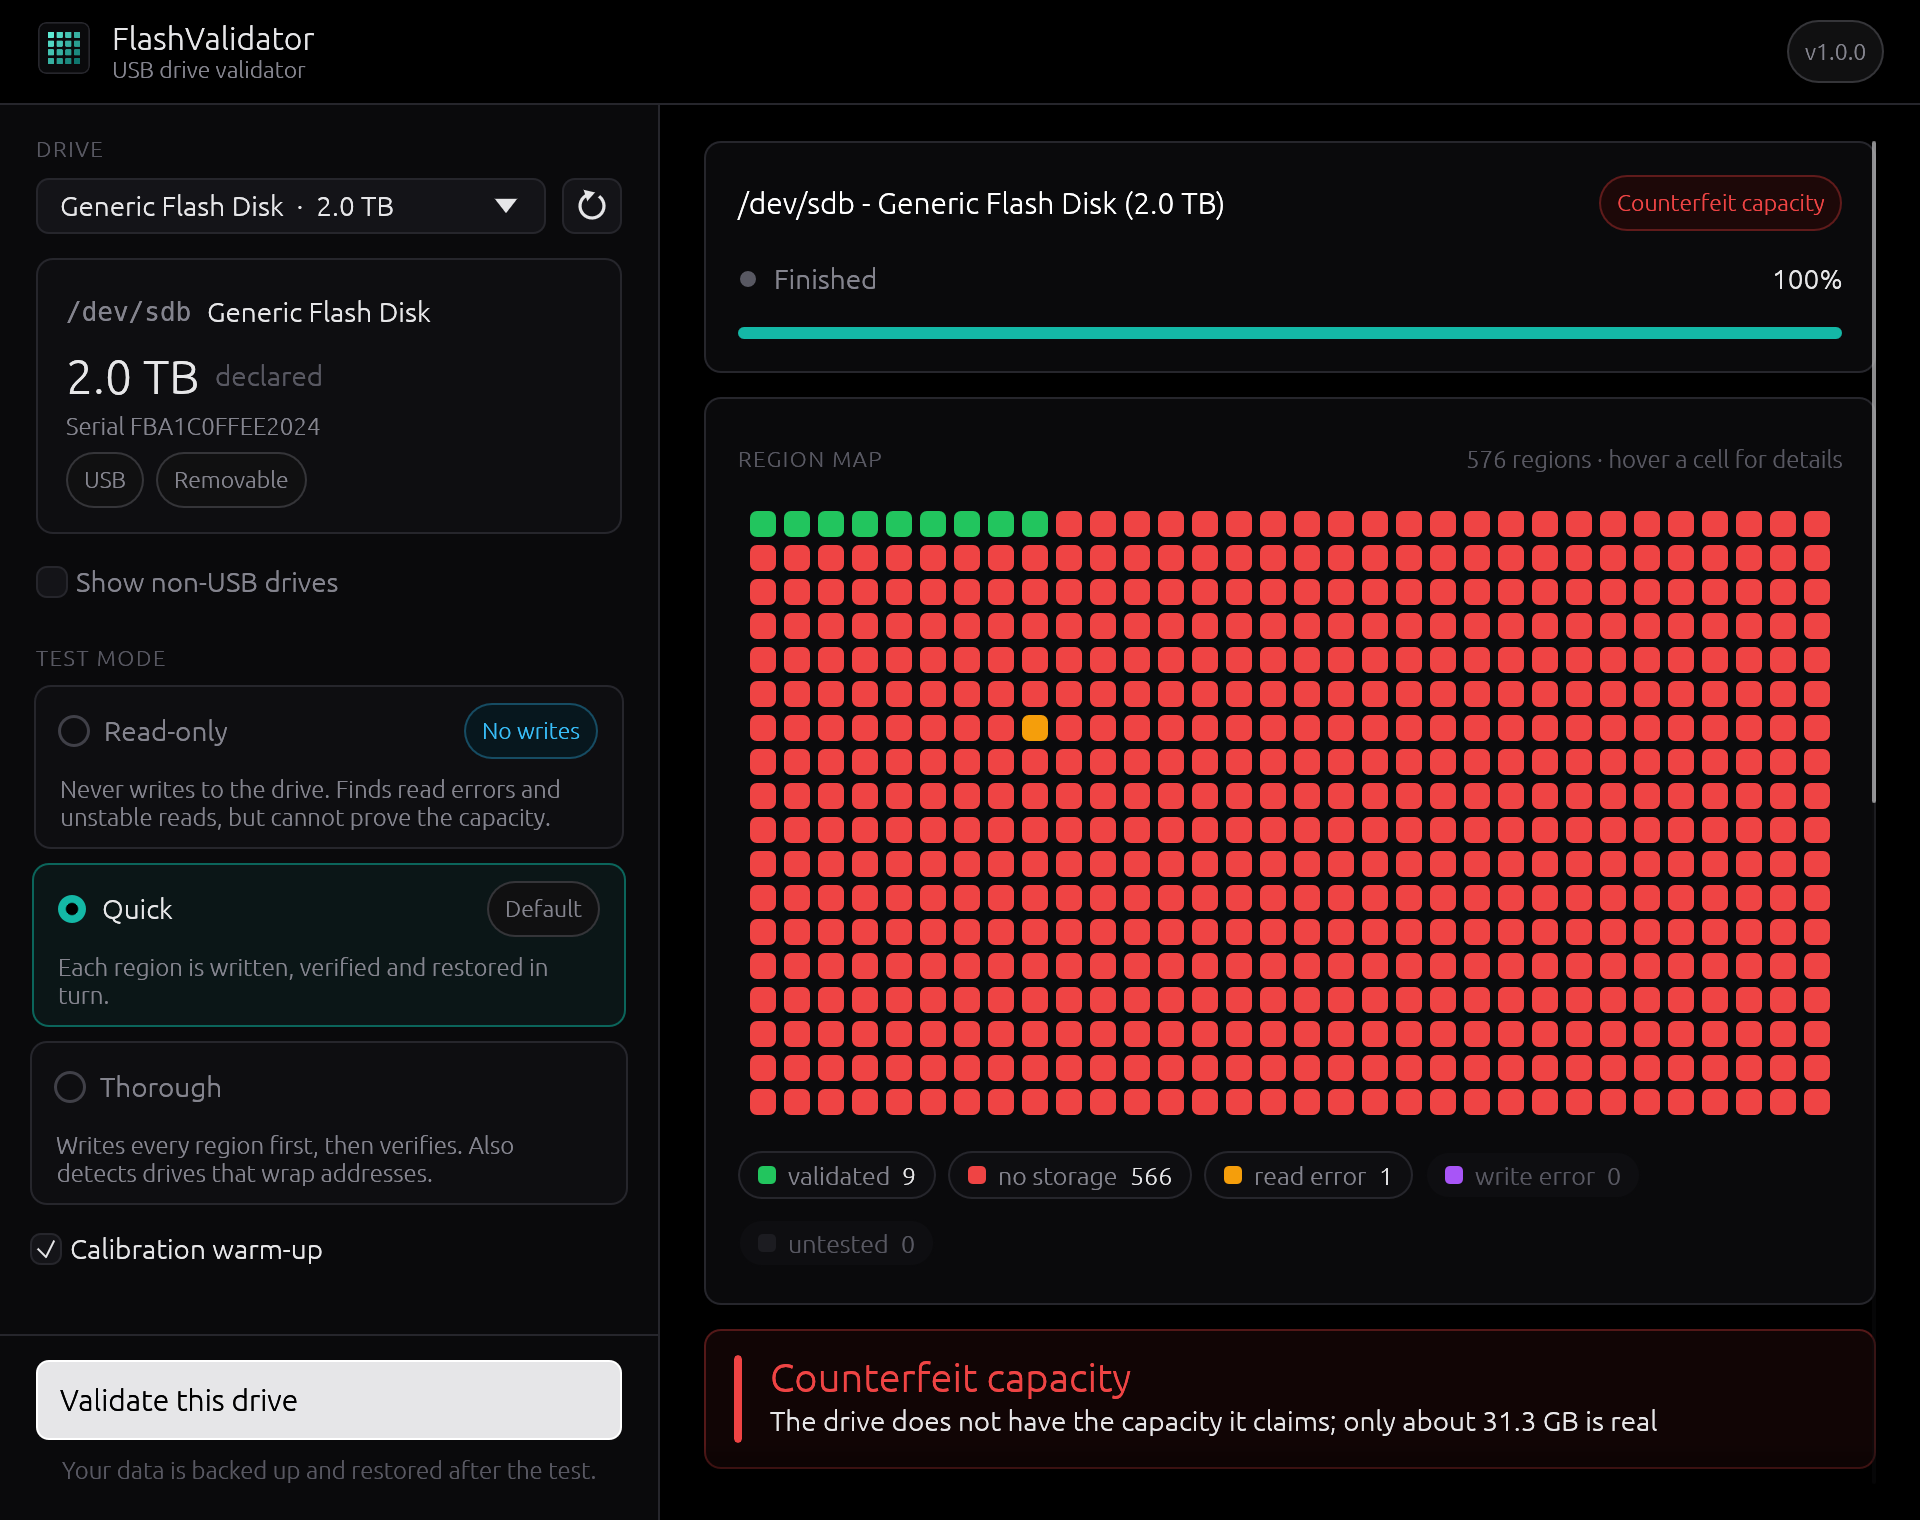 FlashValidator
USB drive validator
v1.0.0
DRIVE
Generic Flash Disk · 2.0 TB
/dev/sdb Generic Flash Disk
2.0 TB declared
Serial FBA1C0FFEE2024
USB
Removable
Show non-USB drives
TEST MODE
Read-only
No writes
Never writes to the drive. Finds read errors and
unstable reads, but cannot prove the capacity.
Quick
Default
Each region is written, verified and restored in
turn.
Thorough
Writes every region first, then verifies. Also
detects drives that wrap addresses.
Calibration warm-up
Validate this drive
Your data is backed up and restored after the test.
/dev/sdb - Generic Flash Disk (2.0 TB)
Counterfeit capacity
Finished
100%
REGION MAP
576 regions · hover a cell for details
validated 9
no storage 566
read error 1
write error 0
untested 0
Counterfeit capacity
The drive does not have the capacity it claims; only about 31.3 GB is real